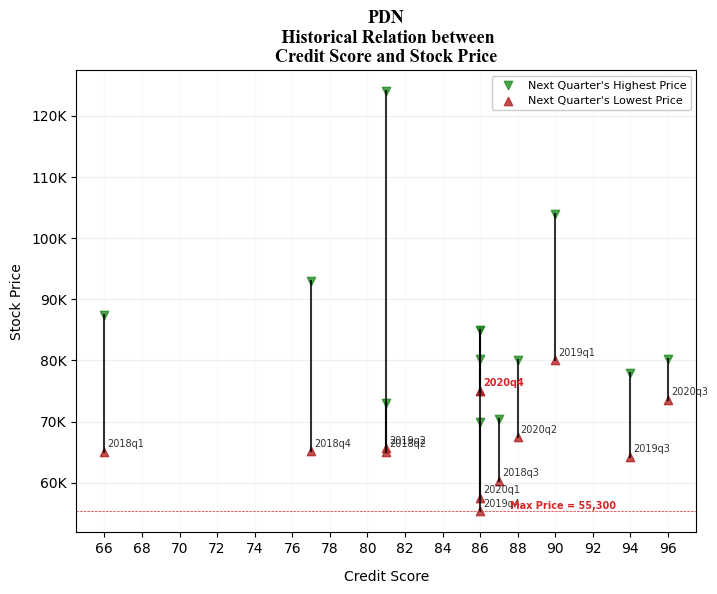 PDN
Historical Relation between
Credit Score and Stock Price
Next Quarter's Highest Price
Next Quarter's Lowest Price
Stock Price
120K
110K
100K
90K
80K
70K
60K
2018q1
2018q4
2019q2
2018q2
2020q4
2020q1
2019q4
2018q3
2020q2
2019q1
2019q3
2020q3
Max Price = 55,300
66 68 70 72 74 76 78 80 82 84 86 88 90 92 94 96
Credit Score